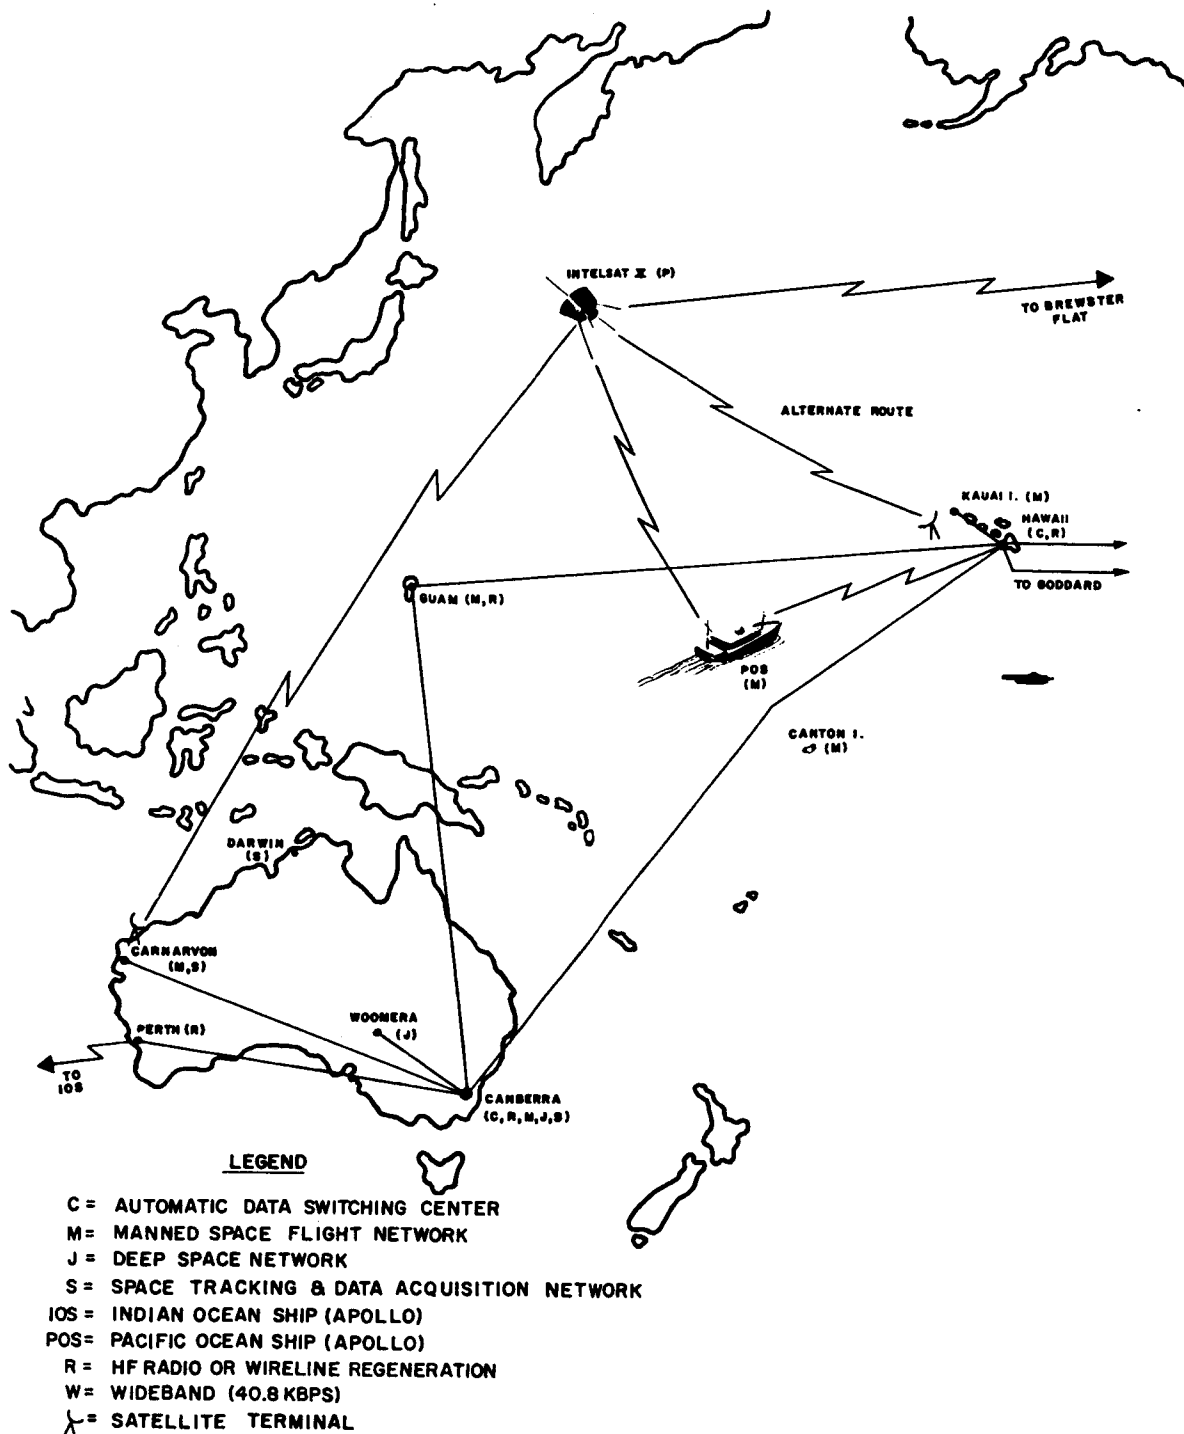 INTELSAT II (P)
TO BREWSTER
FLAT
ALTERNATE ROUTE
KAUAI I. (M)
HAWAII
(C,R)
TO GODDARD
GUAM (M,R)
POS
(M)
CANTON I.
(M)
DARWIN
(S)
CARNARVON
(M,S)
WOOMERA
(J)
PERTH (R)
TO
IOS
CANBERRA
(C,R,M,J,S)
LEGEND
C = AUTOMATIC DATA SWITCHING CENTER
M = MANNED SPACE FLIGHT NETWORK
J = DEEP SPACE NETWORK
S = SPACE TRACKING & DATA ACQUISITION NETWORK
IOS = INDIAN OCEAN SHIP (APOLLO)
POS = PACIFIC OCEAN SHIP (APOLLO)
R = HF RADIO OR WIRELINE REGENERATION
W = WIDEBAND (40.8 KBPS)
= SATELLITE TERMINAL